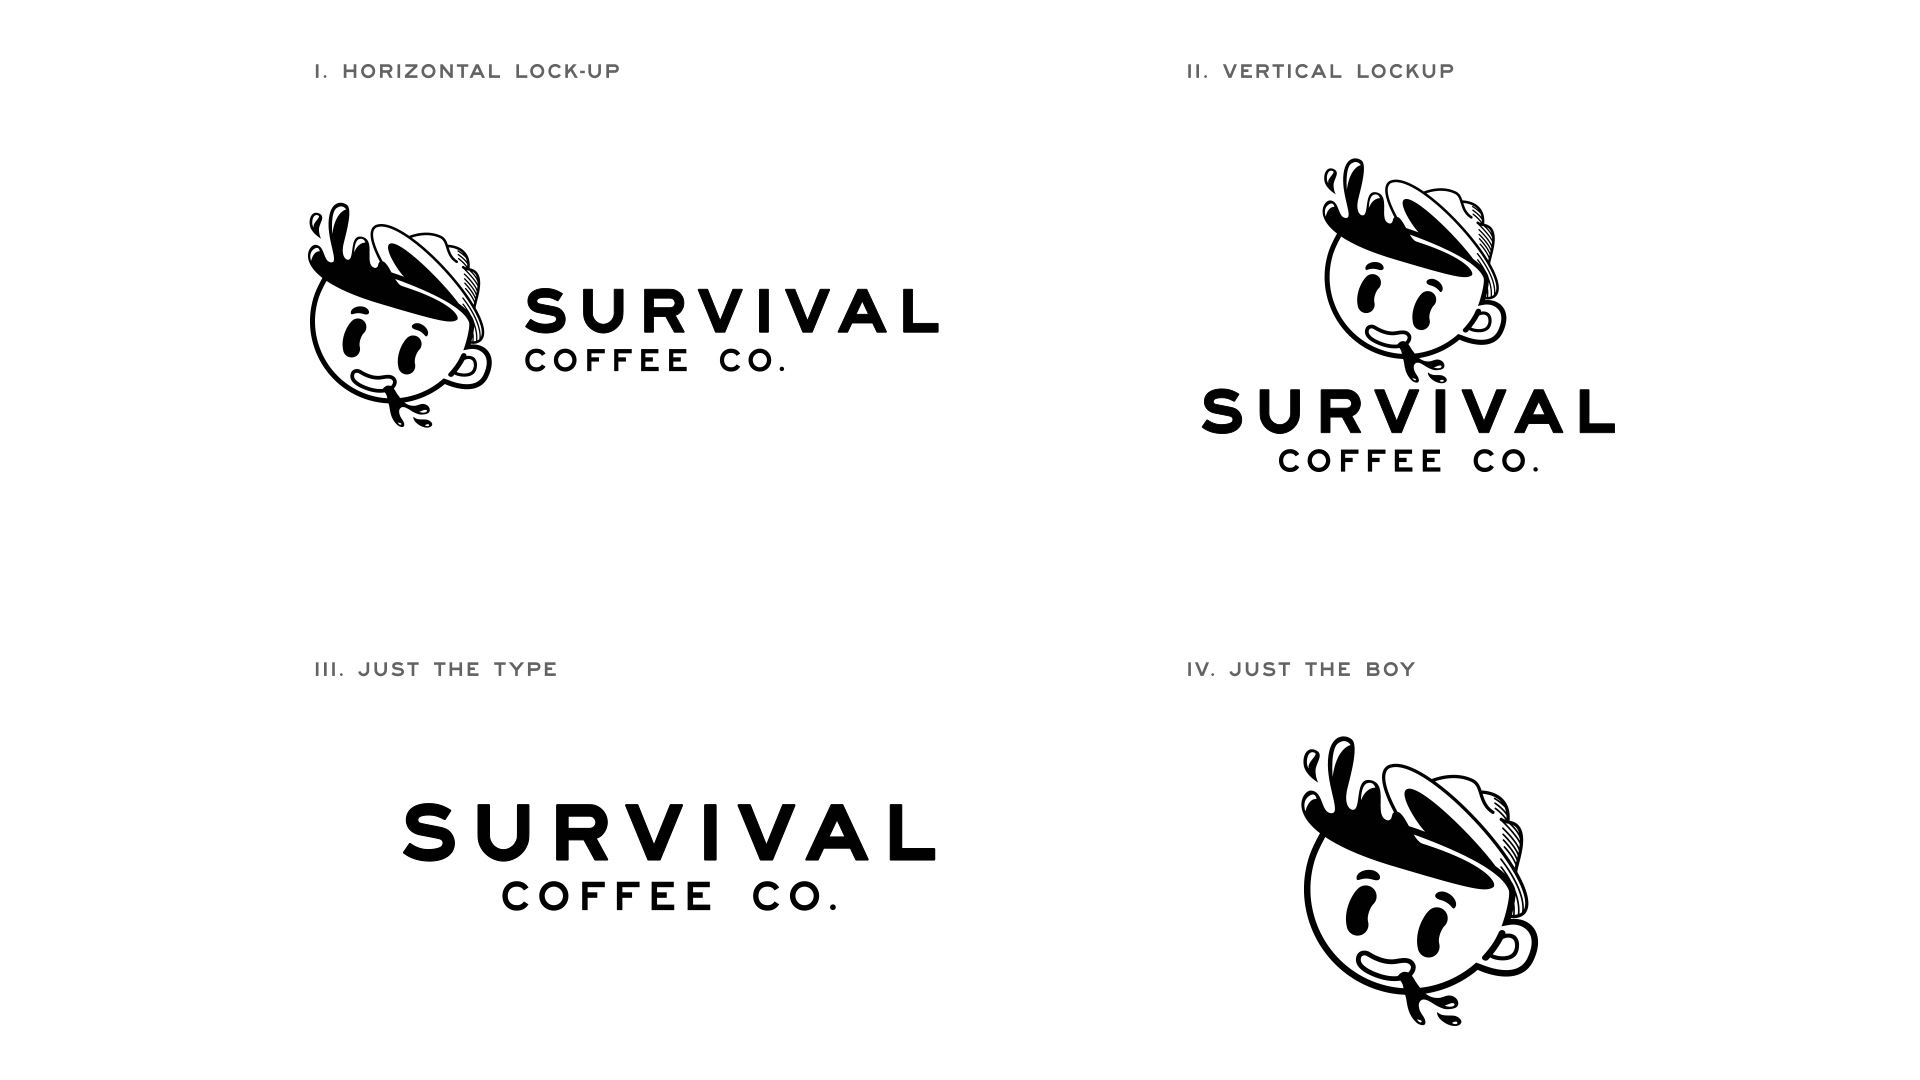 I. HORIZONTAL LOCK-UP
SURVIVAL
COFFEE CO.
II. VERTICAL LOCKUP
SURVIVAL
COFFEE CO.
III. JUST THE TYPE
SURVIVAL
COFFEE CO.
IV. JUST THE BOY